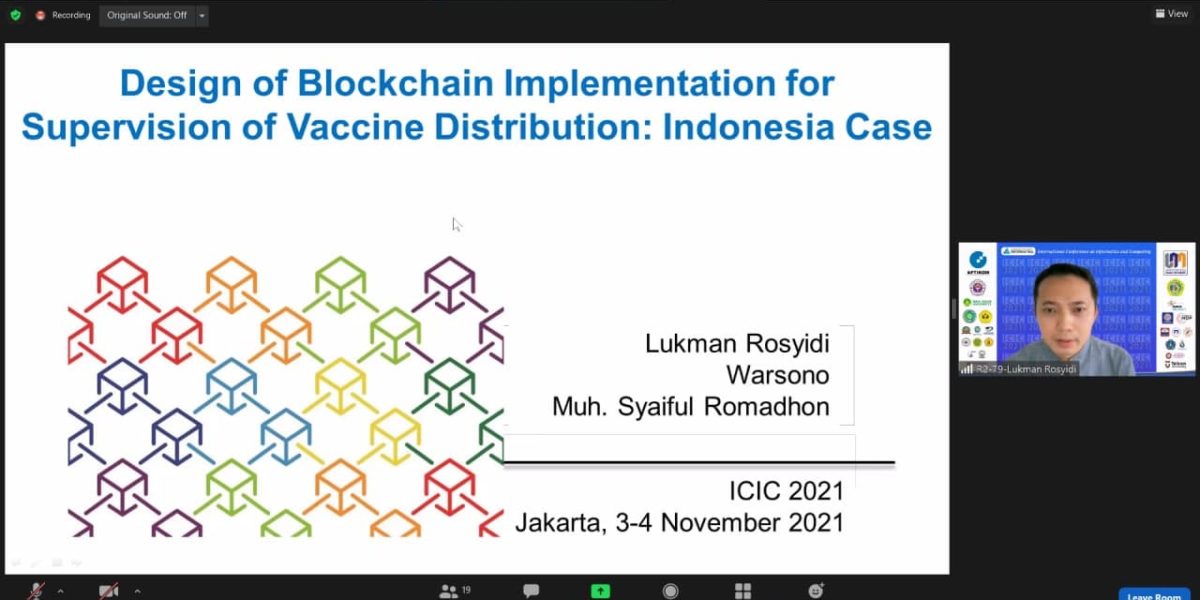 Recording
Original Sound: Off
View
Design of Blockchain Implementation for
Supervision of Vaccine Distribution: Indonesia Case
Lukman Rosyidi
Warsono
Muh. Syaiful Romadhon
ICIC 2021
Jakarta, 3-4 November 2021
APTIKOM
International Conference on Informatics and Computing
R2-79-Lukman Rosyidi
19
Leave Room